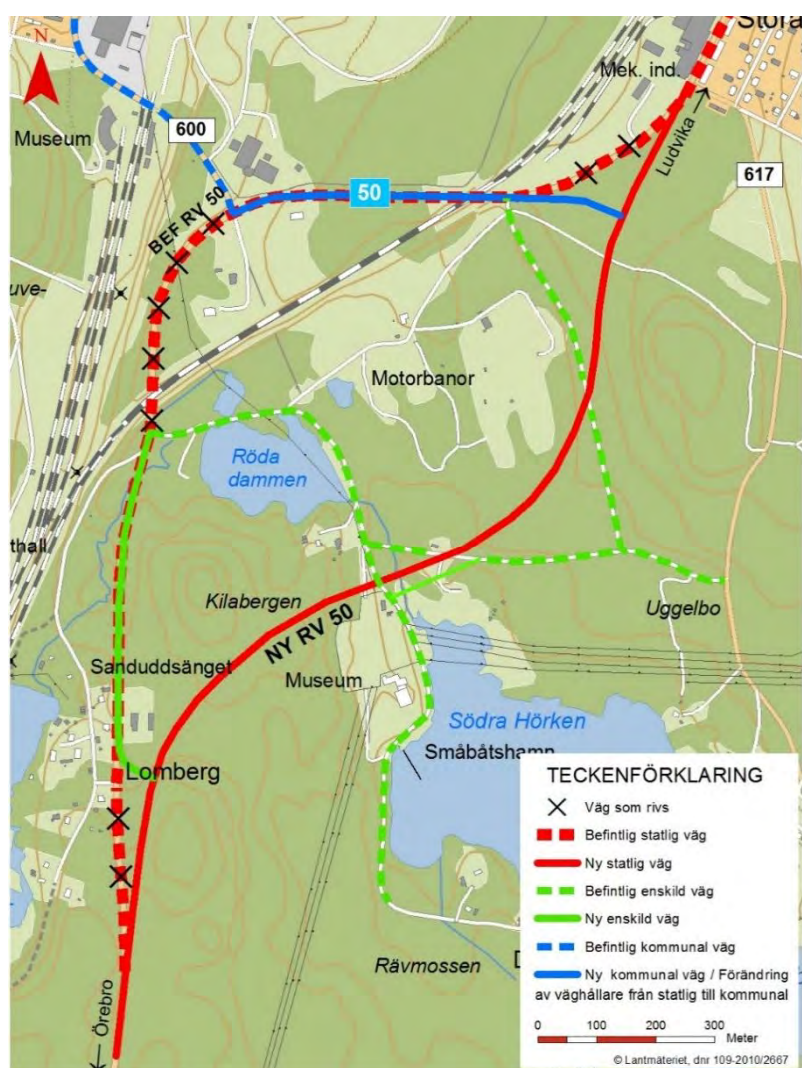 Stora
N
Mek. ind.
Museum
600
Ludvika
617
50
BEF RV 50
uve-
Motorbanor
Röda
dammen
thall
Kilabergen
Uggelbo
NY RV 50
Sanduddsänget
Museum
Södra Hörken
Småbåtshamn
Lomberg
Rävmossen
D
Örebro
TECKENFÖRKLARING
Väg som rivs
Befintlig statlig väg
Ny statlig väg
Befintlig enskild väg
Ny enskild väg
Befintlig kommunal väg
Ny kommunal väg / Förändring
av väghållare från statlig till kommunal
0 100 200 300
Meter
© Lantmäteriet, dnr 109-2010/2667